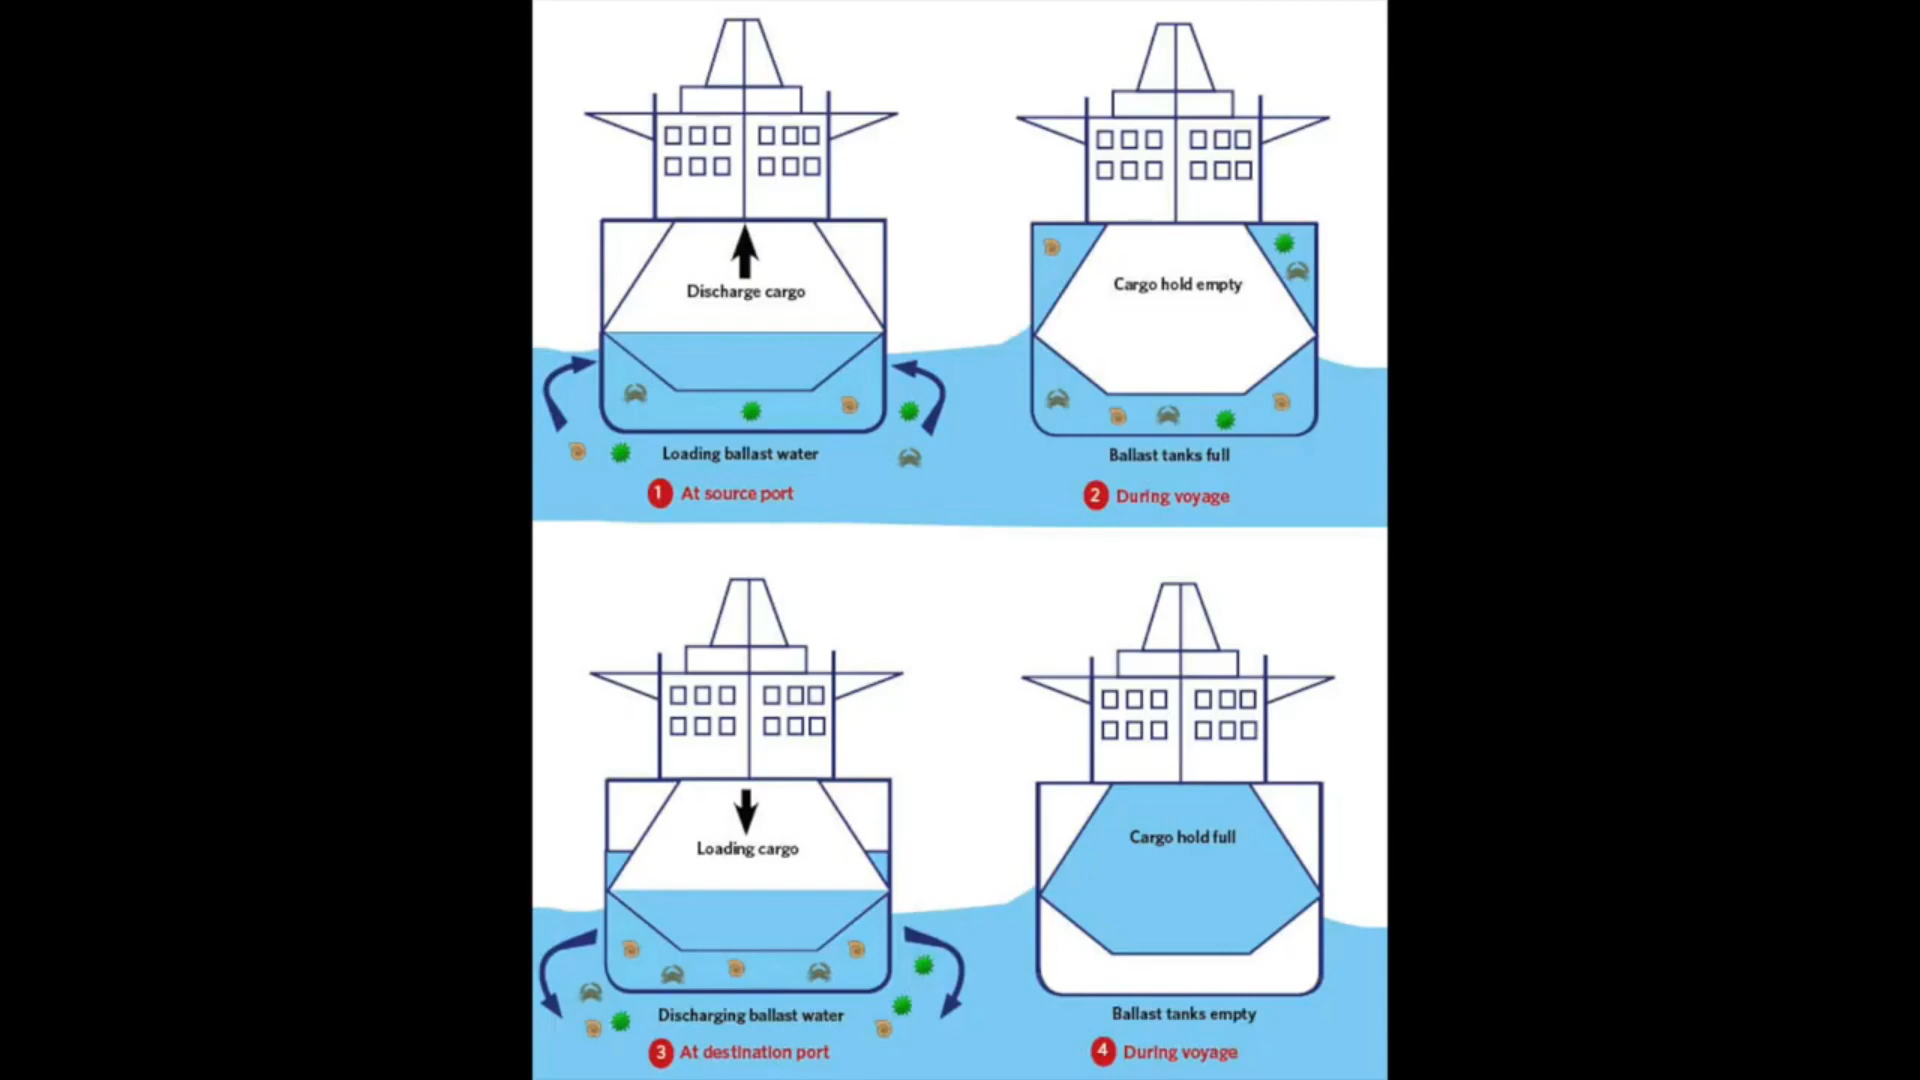 Discharge cargo
Loading ballast water
1 At source port
Cargo hold empty
Ballast tanks full
2 During voyage
Loading cargo
Discharging ballast water
3 At destination port
Cargo hold full
Ballast tanks empty
4 During voyage